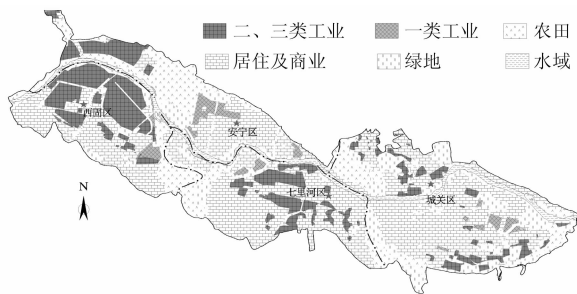 二、三类工业 一类工业 农田
居住及商业 绿地 水域
西固区
安宁区
N
七里河区
城关区